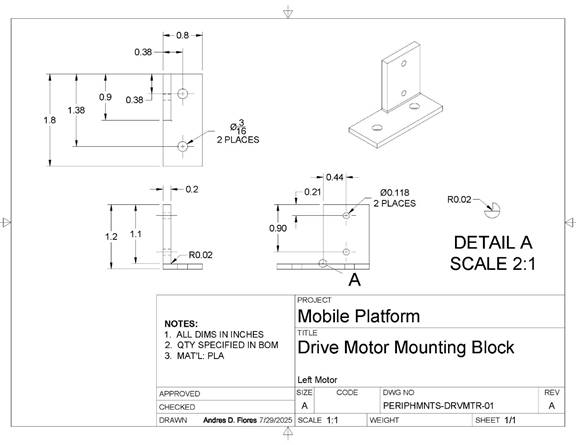 0.8
0.38
1.8
1.38
0.9
0.38
Ø3/16
2 PLACES
0.2
1.2
1.1
R0.02
0.44
0.21
0.90
Ø0.118
2 PLACES
A
R0.02
DETAIL A
SCALE 2:1
NOTES:
1. ALL DIMS IN INCHES
2. QTY SPECIFIED IN BOM
3. MAT'L: PLA
PROJECT
Mobile Platform
TITLE
Drive Motor Mounting Block
Left Motor
APPROVED
CHECKED
DRAWN Andres D. Flores 7/29/2025
SIZE CODE DWG NO REV
A PERIPHMNTS-DRVMTR-01 A
SCALE 1:1 WEIGHT SHEET 1/1